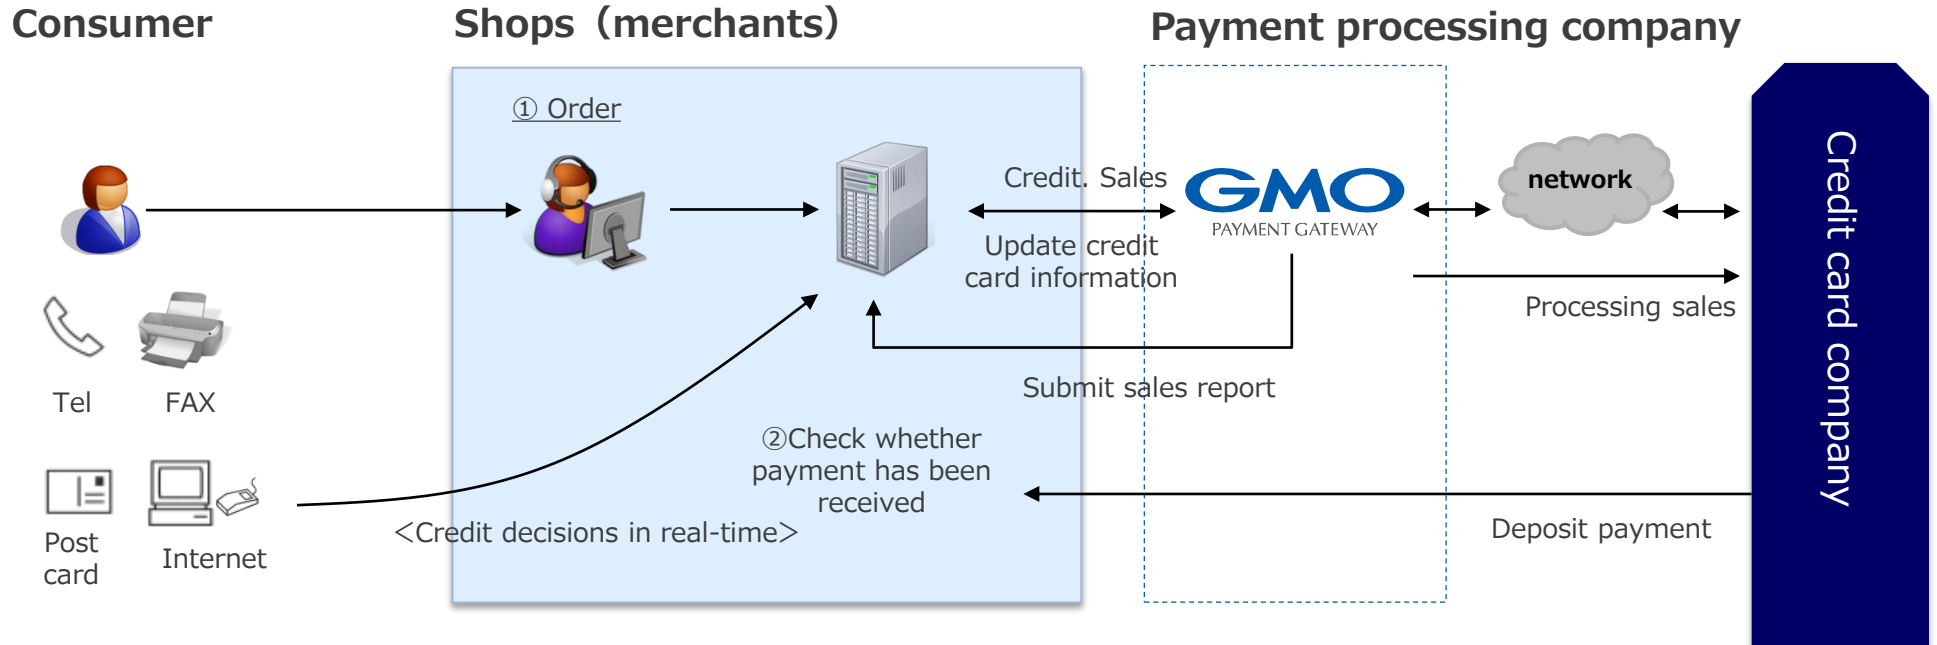 Consumer
Shops（merchants）
Payment processing company
① Order
Credit. Sales
GMO
PAYMENT GATEWAY
network
Update credit
card information
Processing sales
Credit card company
Tel
FAX
Submit sales report
②Check whether
payment has been
received
＜Credit decisions in real-time＞
Deposit payment
Post
card
Internet